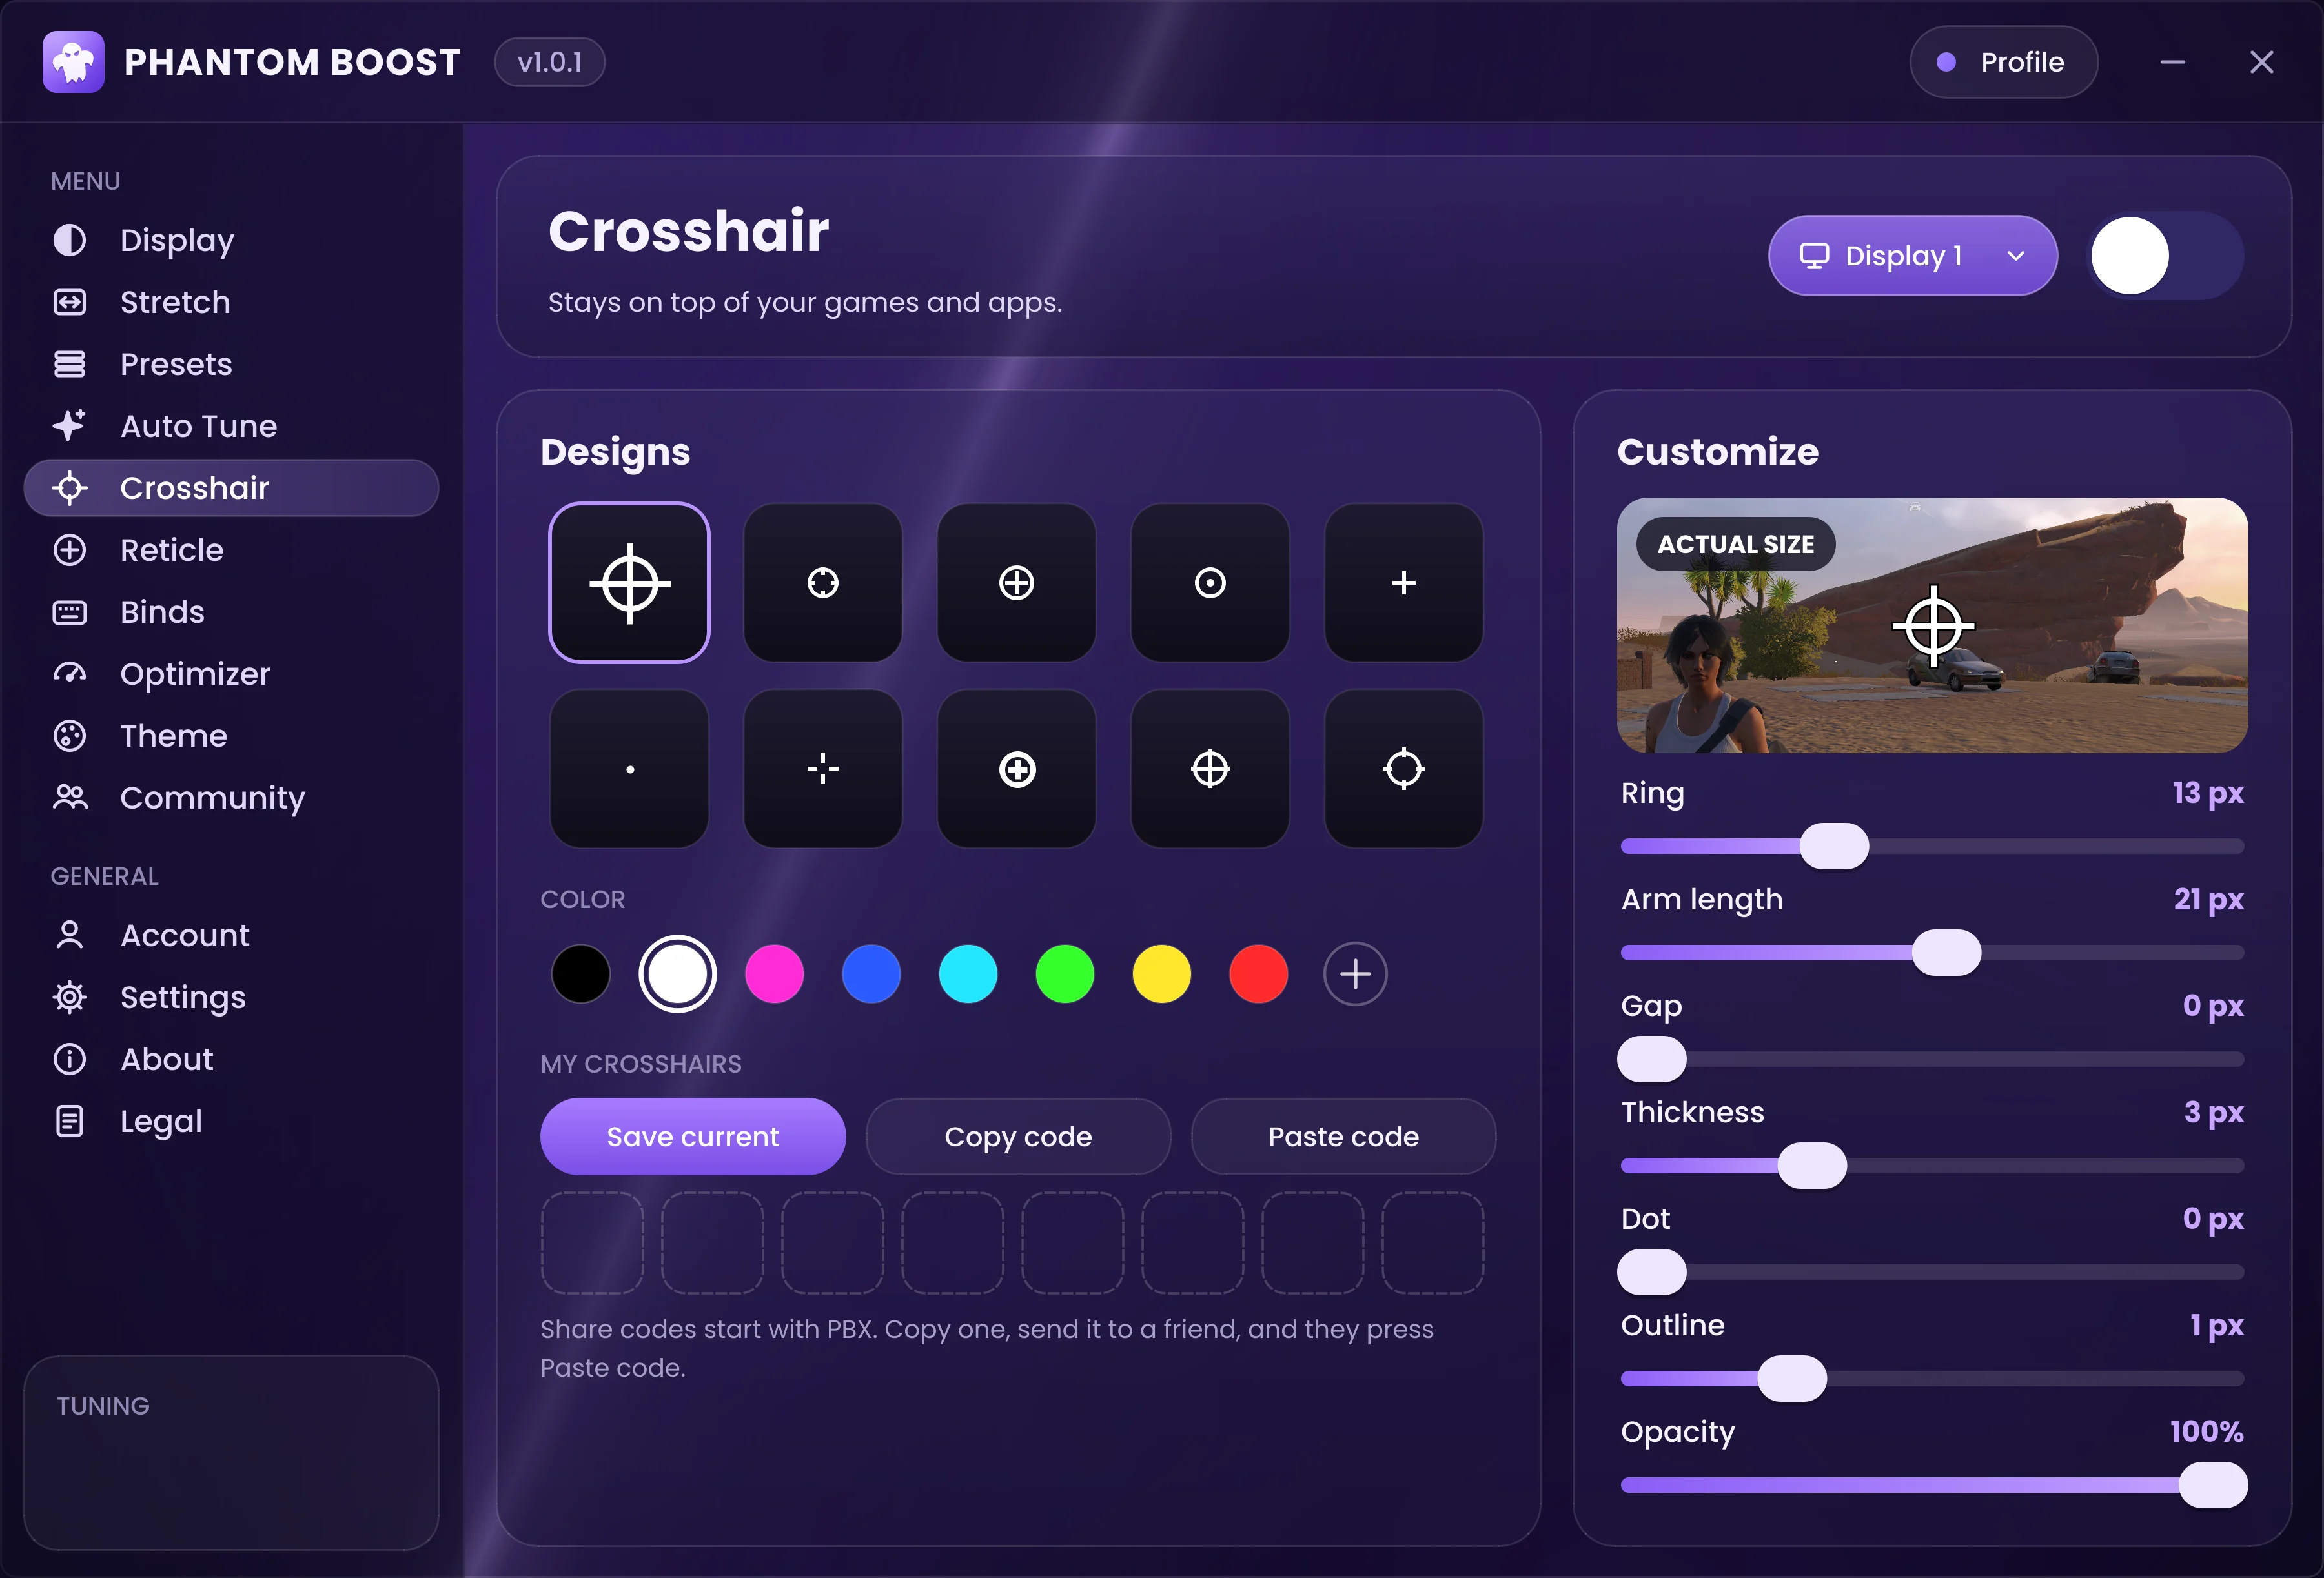 PHANTOM BOOST
v1.0.1
Profile
MENU
Display
Stretch
Presets
Auto Tune
Crosshair
Reticle
Binds
Optimizer
Theme
Community
GENERAL
Account
Settings
About
Legal
TUNING
Crosshair
Stays on top of your games and apps.
Display 1
Designs
COLOR
MY CROSSHAIRS
Save current
Copy code
Paste code
Share codes start with PBX. Copy one, send it to a friend, and they press
Paste code.
Customize
ACTUAL SIZE
Ring 13 px
Arm length 21 px
Gap 0 px
Thickness 3 px
Dot 0 px
Outline 1 px
Opacity 100%